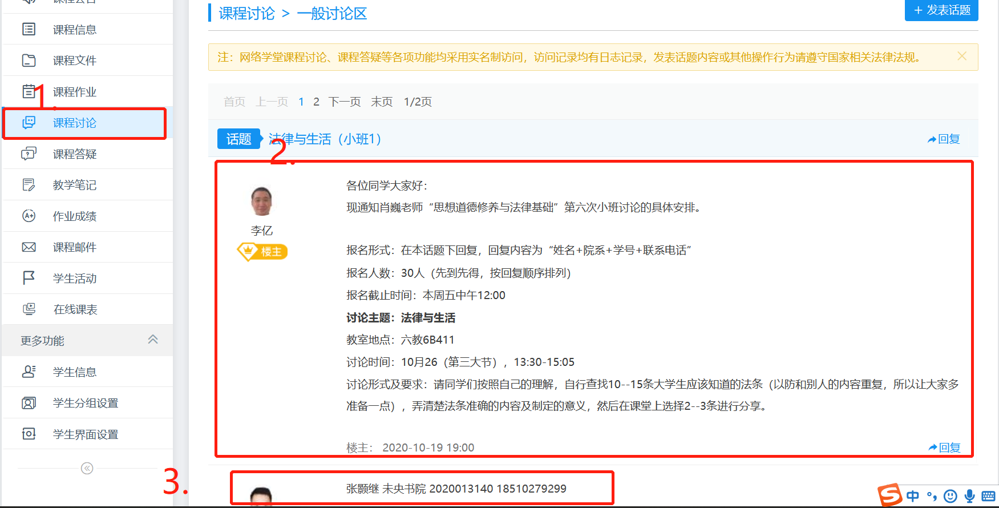 课程公告
课程信息
课程文件
课程作业
1.
课程讨论
课程答疑
教学笔记
作业成绩
A+
课程邮件
学生活动
在线课表
更多功能
学生信息
学生分组设置
学生界面设置
课程讨论 > 一般讨论区
+ 发表话题
注：网络学堂课程讨论、课程答疑等各项功能均采用实名制访问，访问记录均有日志记录，发表话题内容或其他操作行为请遵守国家相关法律法规。
首页 上一页 1 2 下一页 末页 1/2页
话题 法律与生活（小班1） 回复
2.
李亿
楼主
各位同学大家好：
现通知肖巍老师“思想道德修养与法律基础”第六次小班讨论的具体安排。
报名形式：在本话题下回复，回复内容为“姓名+院系+学号+联系电话”
报名人数：30人（先到先得，按回复顺序排列）
报名截止时间：本周五中午12:00
讨论主题：法律与生活
教室地点：六教6B411
讨论时间：10月26（第三大节），13:30-15:05
讨论形式及要求：请同学们按照自己的理解，自行查找10--15条大学生应该知道的法条（以防和别人的内容重复，所以让大家多
准备一点），弄清楚法条准确的内容及制定的意义，然后在课堂上选择2--3条进行分享。
楼主： 2020-10-19 19:00 回复
3.
张颢继 未央书院 2020013140 18510279299
S 中